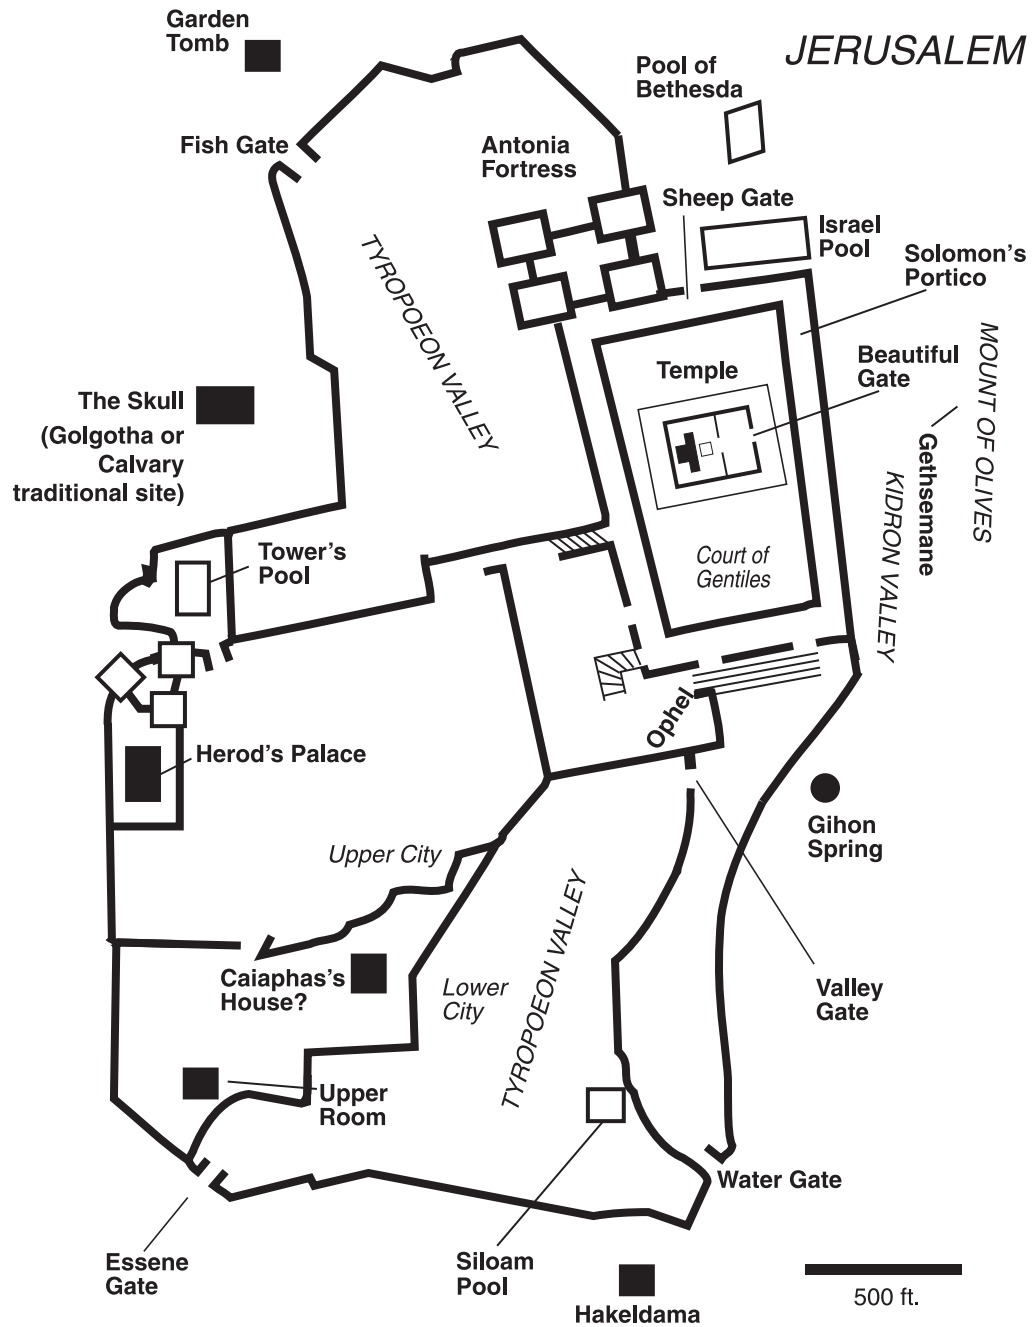 Garden
Tomb
JERUSALEM
Pool of
Bethesda
Fish Gate
Antonia
Fortress
Sheep Gate
Israel
Pool
Solomon's
Portico
TYROPOEON VALLEY
MOUNT OF OLIVES
Beautiful
Gate
Temple
The Skull
(Golgotha or
Calvary
traditional site)
Gethsemane
KIDRON VALLEY
Tower's
Pool
Court of
Gentiles
Ophel
Herod's Palace
Gihon
Spring
Upper City
TYROPOEON VALLEY
Caiaphas's
House?
Lower
City
Valley
Gate
Upper
Room
Water Gate
Essene
Gate
Siloam
Pool
Hakeldama
500 ft.